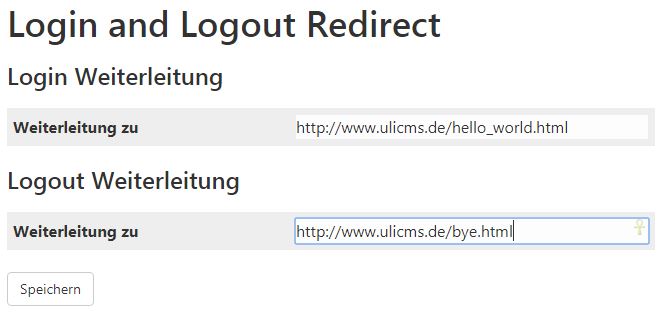 Login and Logout Redirect
Login Weiterleitung
Weiterleitung zu http://www.ulicms.de/hello_world.html
Logout Weiterleitung
Weiterleitung zu http://www.ulicms.de/bye.html
Speichern